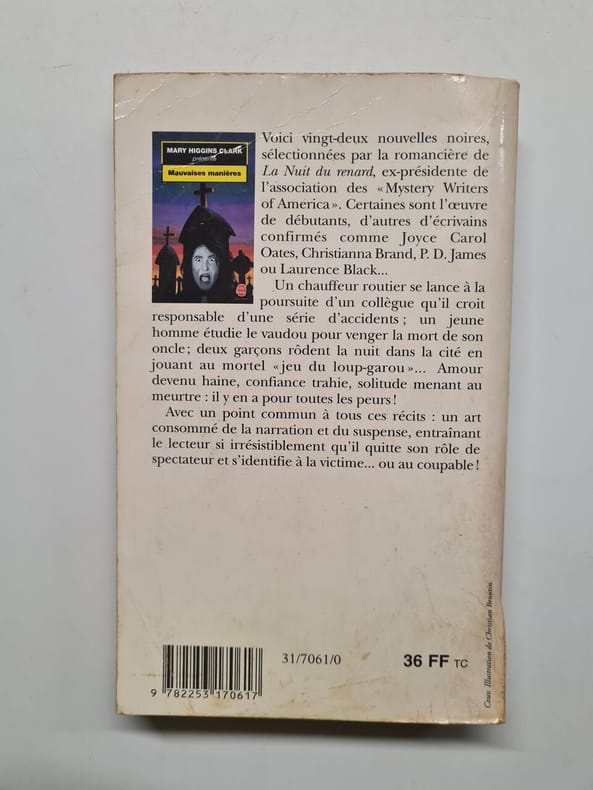 MARY HIGGINS CLARK
présente
Mauvaises manières
Voici vingt-deux nouvelles noires,
sélectionnées par la romancière de
La Nuit du renard, ex-présidente de
l'association des « Mystery Writers
of America ». Certaines sont l'œuvre
de débutants, d'autres d'écrivains
confirmés comme Joyce Carol
Oates, Christianna Brand, P. D. James
ou Laurence Black...
Un chauffeur routier se lance à la
poursuite d'un collègue qu'il croit
responsable d'une série d'accidents ; un jeune
homme étudie le vaudou pour venger la mort de son
oncle ; deux garçons rôdent la nuit dans la cité en
jouant au mortel « jeu du loup-garou »... Amour
devenu haine, confiance trahie, solitude menant au
meurtre : il y en a pour toutes les peurs !
Avec un point commun à tous ces récits : un art
consommé de la narration et du suspense, entraînant
le lecteur si irrésistiblement qu'il quitte son rôle de
spectateur et s'identifie à la victime... ou au coupable !
Couv. Illustration de Christian Broutin.
31/7061/0
36 FF TC
9 782253 170617